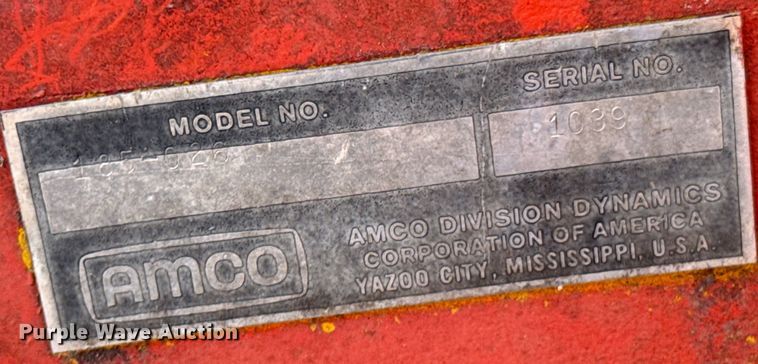 MODEL NO.
SERIAL NO.
1039
AMCO
AMCO DIVISION DYNAMICS
CORPORATION OF AMERICA
YAZOO CITY, MISSISSIPPI, U.S.A.
Purple Wave Auction